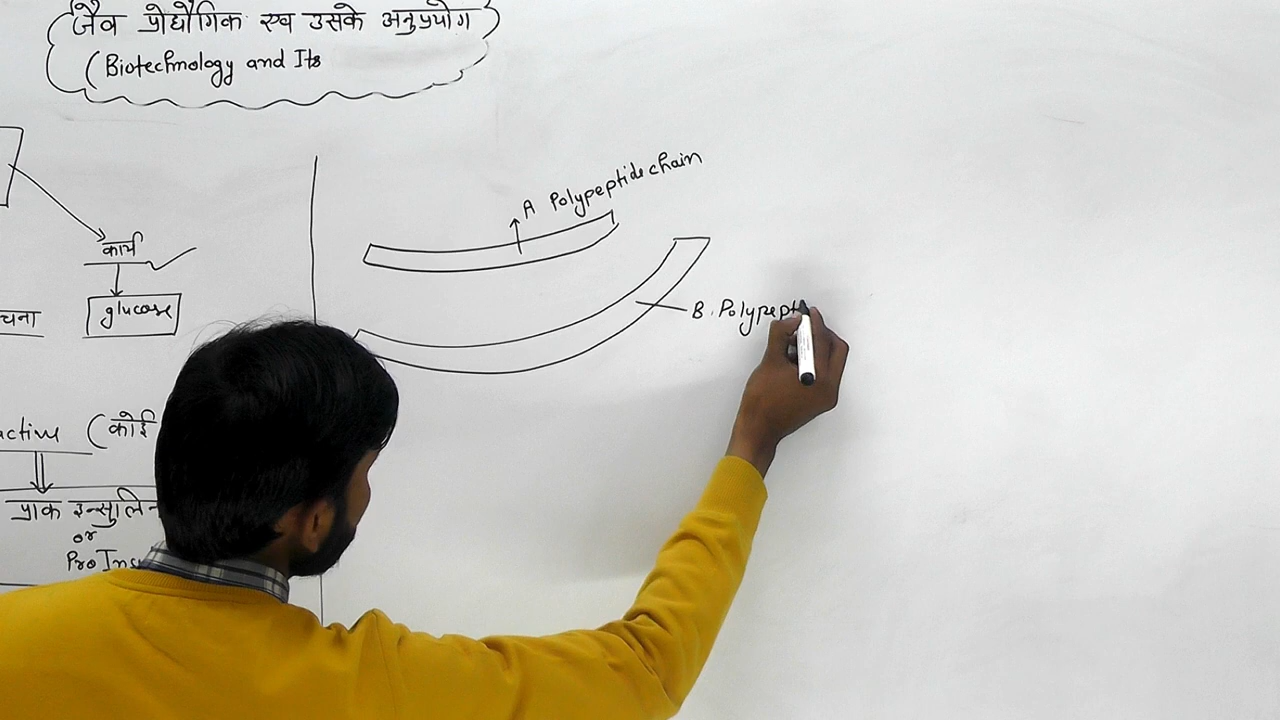 जैव प्रोद्यौगिक एव उसके अनुप्रयोग
(Biotechnology and Its
कार्य
glucose
चना
active (कोई
प्राक इन्सुलिन
or
Pro Ins
A Polypeptide chain
B. Polypept